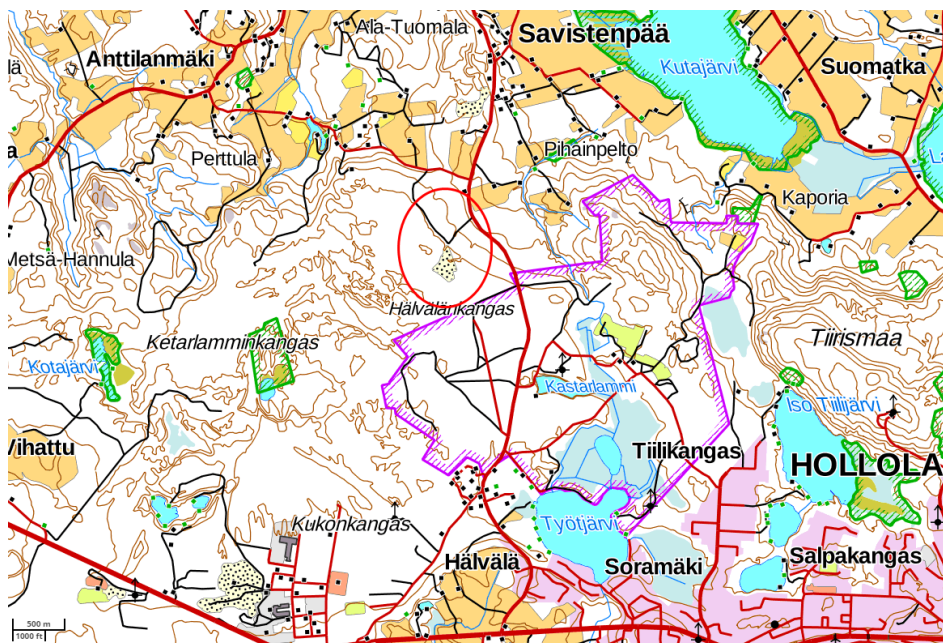 Ala-Tuomala
Savistenpää
Anttilanmäki
Kutajärvi
Suomatka
Perttula
Pihainpelto
Kaporia
Metsä-Hannula
Hälvälänkangas
Ketarlamminkangas
Tiirismaa
Kotajärvi
Kastarlammi
Iso Tiilijärvi
Vihattu
Tiilikangas
HOLLOLA
Kukonkangas
Työtjärvi
Hälvälä
Soramäki
Salpakangas
500 m
1000 ft